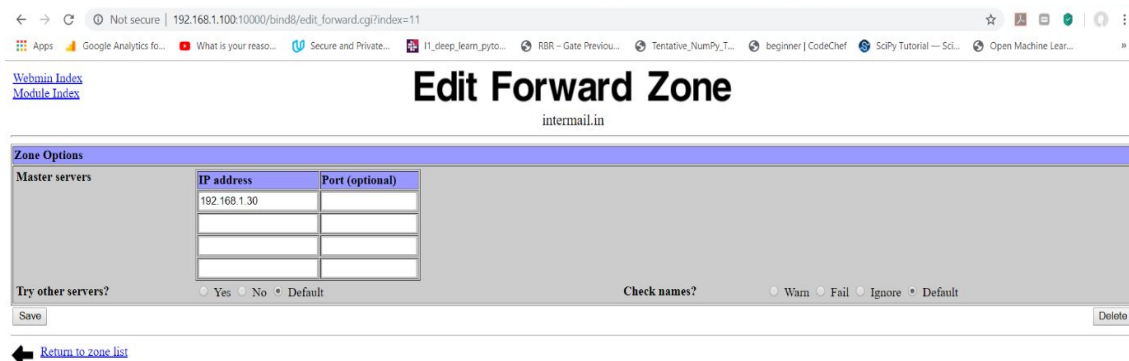 Not secure | 192.168.1.100:10000/bind8/edit_forward.cgi?index=11
Apps Google Analytics fo... What is your reaso... Secure and Private... l1_deep_learn_pyto... RBR – Gate Previou... Tentative_NumPy_T... beginner | CodeChef SciPy Tutorial — Sci... Open Machine Lear... »
Webmin Index
Module Index
Edit Forward Zone
intermail.in
Zone Options
Master servers
IP address Port (optional)
192.168.1.30
Try other servers? Yes No Default Check names? Warn Fail Ignore Default
Save Delete
Return to zone list